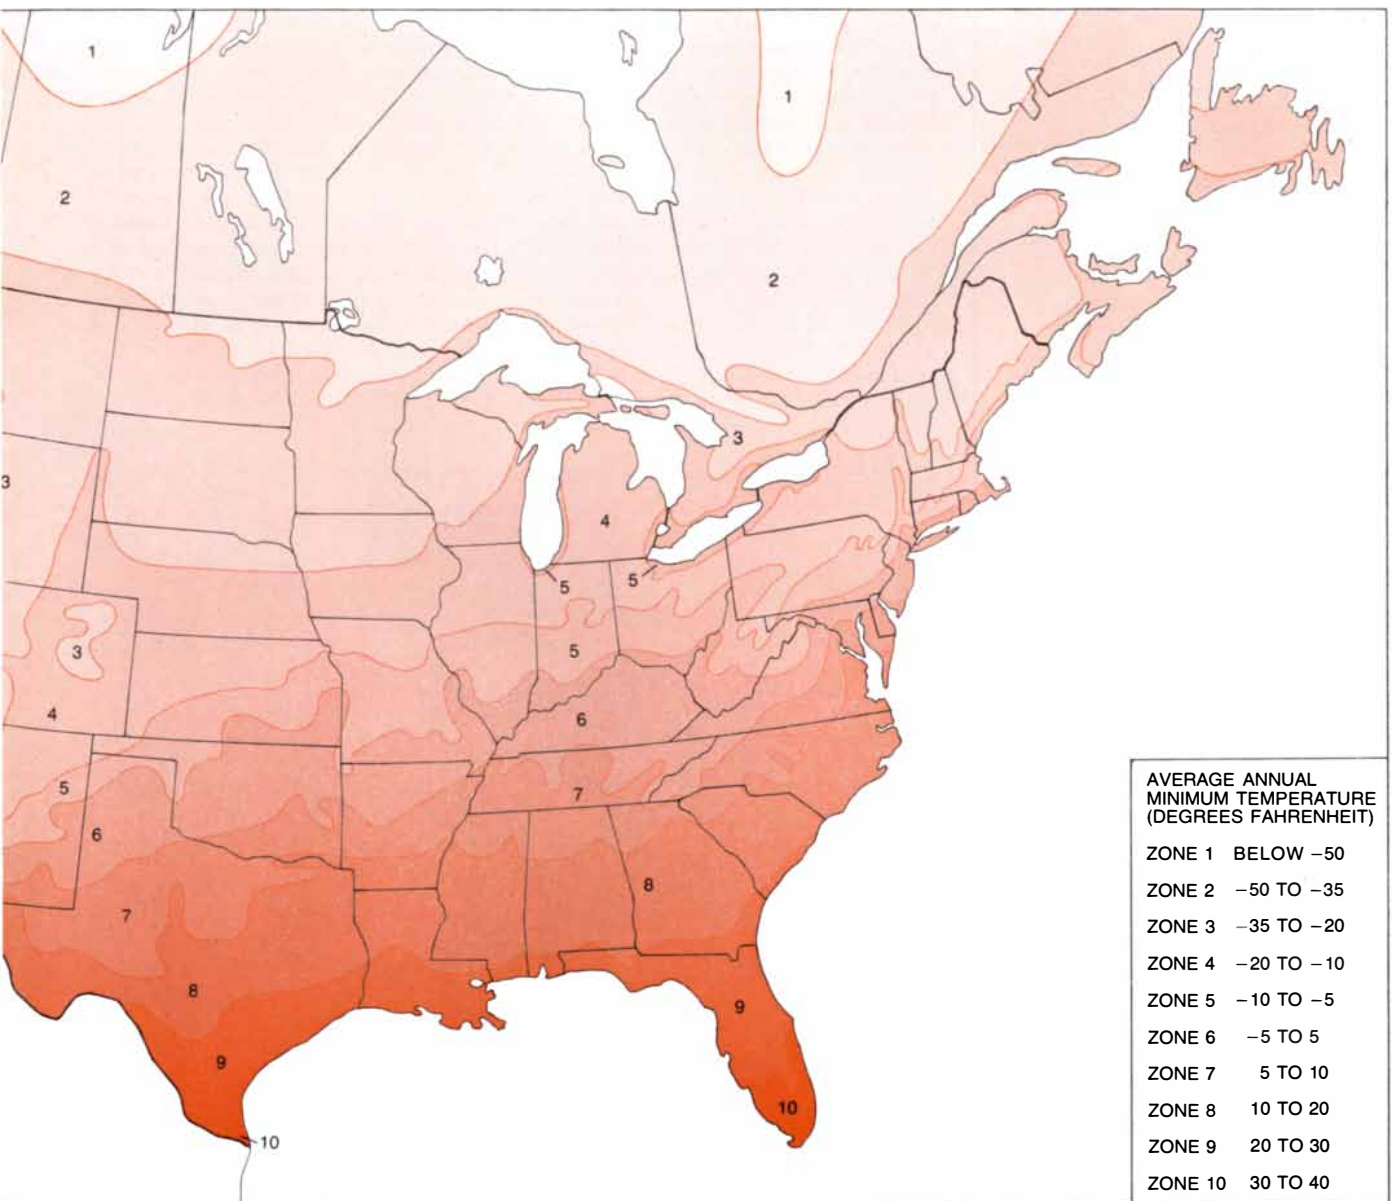 1
1
2
2
3
3
4
5
5
5
3
6
4
5
7
6
8
7
8
9
9
10
10
AVERAGE ANNUAL
MINIMUM TEMPERATURE
(DEGREES FAHRENHEIT)
ZONE 1 BELOW −50
ZONE 2 −50 TO −35
ZONE 3 −35 TO −20
ZONE 4 −20 TO −10
ZONE 5 −10 TO −5
ZONE 6 −5 TO 5
ZONE 7 5 TO 10
ZONE 8 10 TO 20
ZONE 9 20 TO 30
ZONE 10 30 TO 40